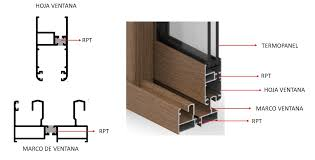 HOJA VENTANA
RPT
RPT
MARCO DE VENTANA
TERMOPANEL
RPT
HOJA VENTANA
MARCO VENTANA
RPT